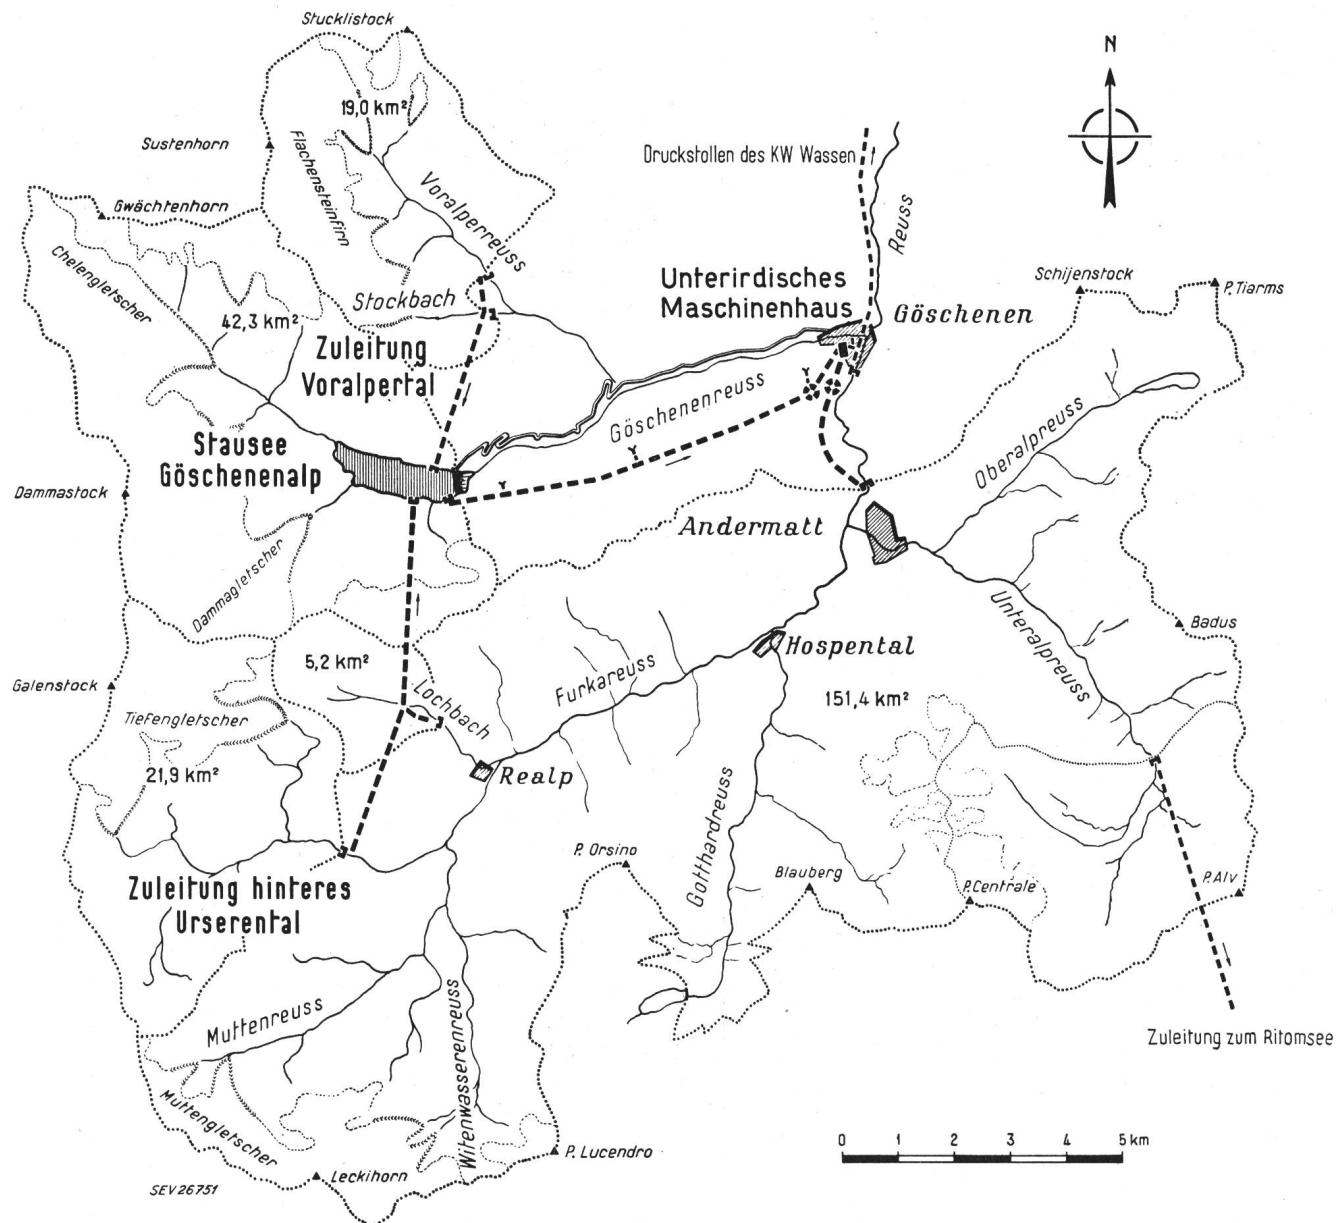 Stucklistock
N
19,0 km²
Druckstollen des KW Wassen
Sustenhorn
Flachensteinfirn
Voralperreuss
Gwächtenhorn
Reuss
Chelengletscher
Unterirdisches
Maschinenhaus
Schijenstock
P. Tiarms
Stockbach
Göschenen
42,3 km²
Zuleitung
Voralpertal
Göschenenreuss
Oberalpreuss
Stausee
Göschenenalp
Dammastock
Andermatt
Dammagletscher
Unteralpreuss
Badus
Hospental
5,2 km²
Furkareuss
Galenstock
Lochbach
151,4 km²
Tiefengletscher
21,9 km²
Realp
Gotthardreuss
P. Orsino
Blauberg
P. Centrale
P. Alv
Zuleitung hinteres
Urserental
Muttenreuss
Witenwasserenreuss
Zuleitung zum Ritomsee
Muttengletscher
0 1 2 3 4 5 km
P. Lucendro
Leckihorn
SEV 26751